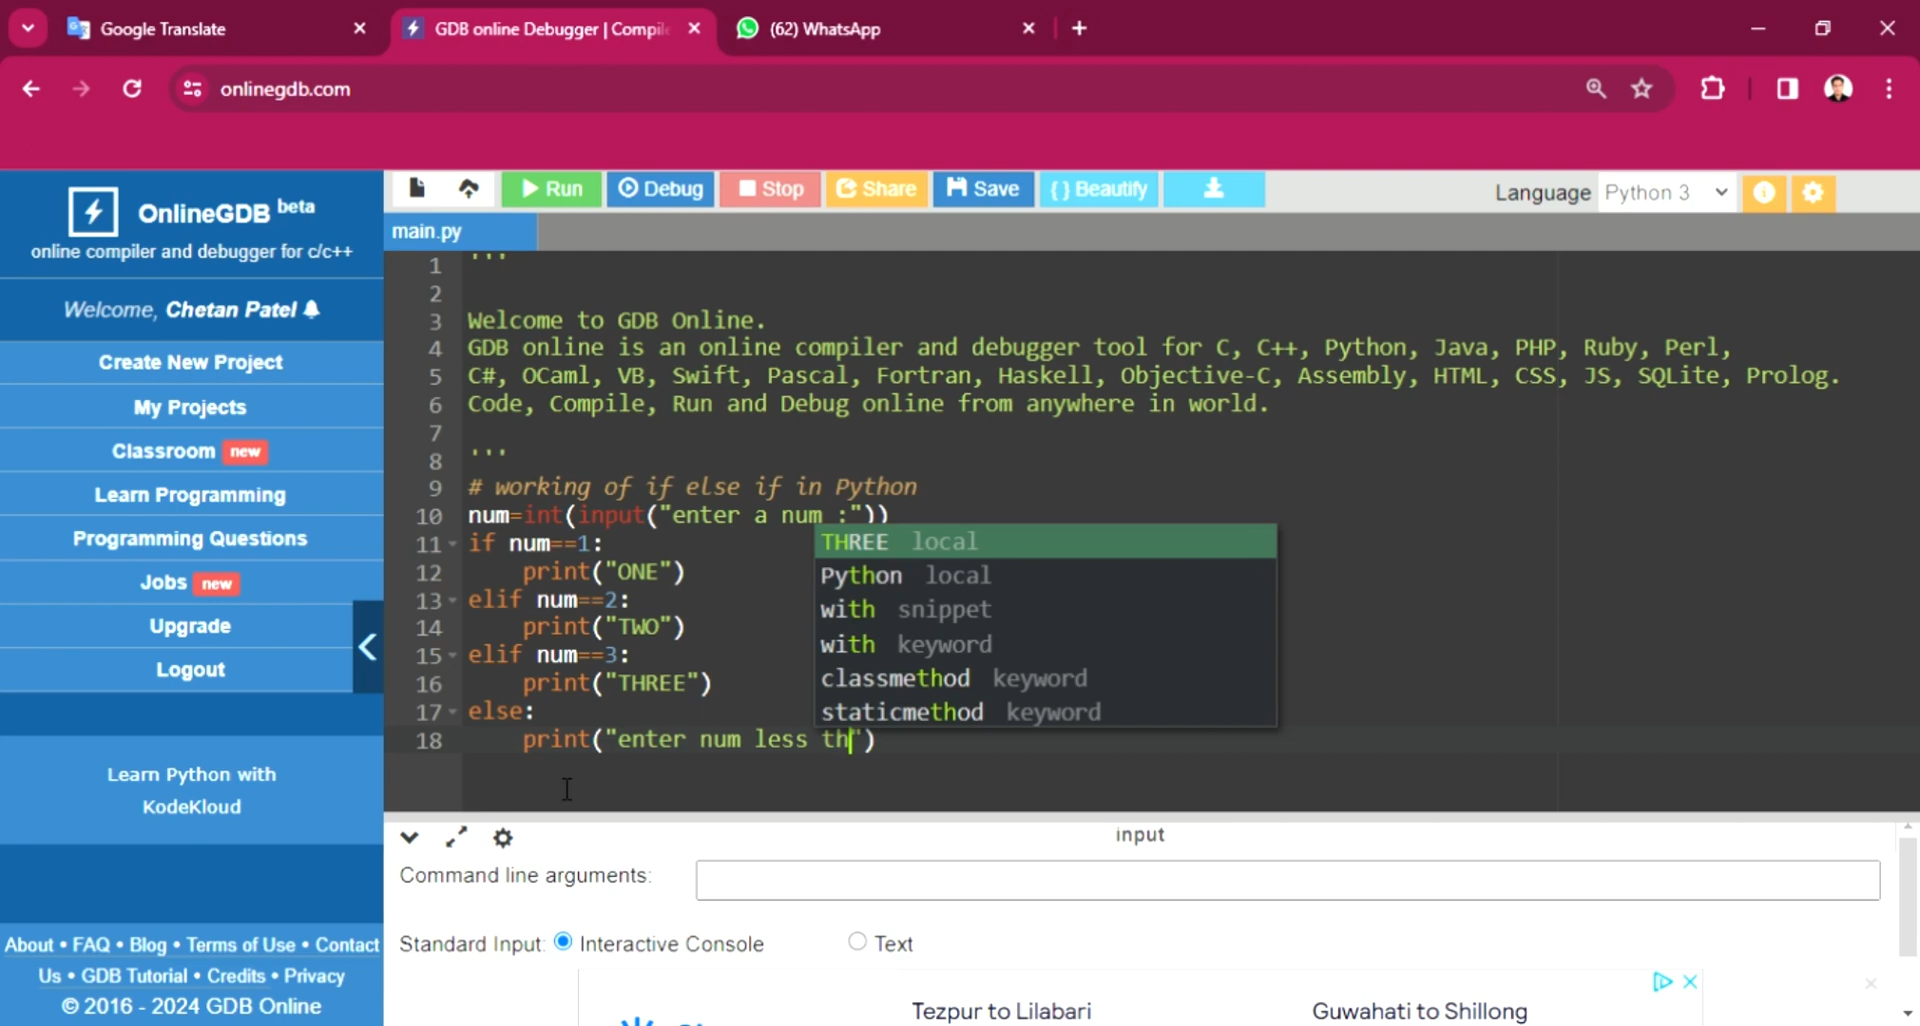 Google Translate
GDB online Debugger | Compile
(62) WhatsApp
onlinegdb.com
OnlineGDB beta
online compiler and debugger for c/c++
Welcome, Chetan Patel
Create New Project
My Projects
Classroom new
Learn Programming
Programming Questions
Jobs new
Upgrade
Logout
Learn Python with
KodeKloud
About • FAQ • Blog • Terms of Use • Contact
Us • GDB Tutorial • Credits • Privacy
© 2016 - 2024 GDB Online
Run Debug Stop Share Save { } Beautify
Language Python 3
main.py
1 '''
2
3 Welcome to GDB Online.
4 GDB online is an online compiler and debugger tool for C, C++, Python, Java, PHP, Ruby, Perl,
5 C#, OCaml, VB, Swift, Pascal, Fortran, Haskell, Objective-C, Assembly, HTML, CSS, JS, SQLite, Prolog.
6 Code, Compile, Run and Debug online from anywhere in world.
7
8 '''
9 # working of if else if in Python
10 num=int(input("enter a num :"))
11 if num==1:
12 print("ONE")
13 elif num==2:
14 print("TWO")
15 elif num==3:
16 print("THREE")
17 else:
18 print("enter num less th")
THREE local
Python local
with snippet
with keyword
classmethod keyword
staticmethod keyword
input
Command line arguments:
Standard Input: Interactive Console Text
Tezpur to Lilabari
Guwahati to Shillong